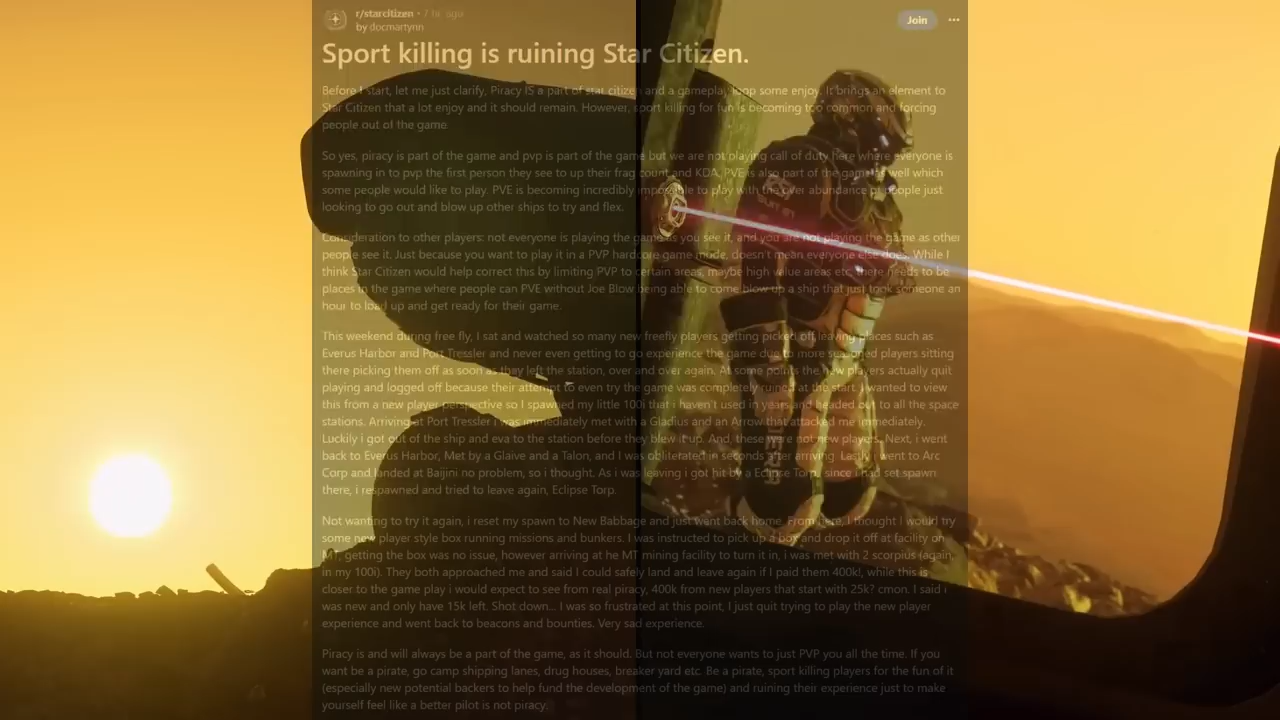 r/starcitizen • 7 hr. ago
by docmartynn
Join
Sport killing is ruining Star Citizen.
Before I start, let me just clarify, Piracy IS a part of star citizen and a gameplay loop some enjoy. It brings an element to
Star Citizen that a lot enjoy and it should remain. However, sport killing for fun is becoming too common and forcing
people out of the game.
So yes, piracy is part of the game and pvp is part of the game but we are not playing call of duty here where everyone is
spawning in to pvp the first person they see to up their frag count and KDA, PVE is also part of the game as well which
some people would like to play. PVE is becoming incredibly impossible to play with the over abundance of people just
looking to go out and blow up other ships to try and flex.
Consideration to other players: not everyone is playing the game as you see it, and you are not playing the game as other
people see it. Just because you want to play it in a PVP hardcore game mode, doesn't mean everyone else does. While I
think Star Citizen would help correct this by limiting PVP to certain areas, maybe high value areas etc, there needs to be
places in the game where people can PVE without Joe Blow being able to come blow up a ship that just took someone an
hour to load up and get ready for their game.
This weekend during free fly, I sat and watched so many new freefly players getting picked off leaving places such as
Everus Harbor and Port Tressler and never even getting to go experience the game due to more seasoned players sitting
there picking them off as soon as they left the station, over and over again. At some points the new players actually quit
playing and logged off because their attempt to even try the game was completely ruined at the start. I wanted to view
this from a new player perspective so I spawned my little 100i that i haven't used in years and headed out to all the space
stations. Arriving at Port Tressler I was immediately met with a Gladius and an Arrow that attacked me immediately.
Luckily i got out of the ship and eva to the station before they blew it up. And, these were not new players. Next, i went
back to Everus Harbor, Met by a Glaive and a Talon, and I was obliterated in seconds after arriving. Lastly I went to Arc
Corp and landed at Baijini no problem, so i thought. As i was leaving i got hit by a Eclipse Torp, since i had set spawn
there, i respawned and tried to leave again, Eclipse Torp.
Not wanting to try it again, i reset my spawn to New Babbage and just went back home. From here, I thought I would try
some new player style box running missions and bunkers. I was instructed to pick up a box and drop it off at facility on
MT, getting the box was no issue, however arriving at he MT mining facility to turn it in, i was met with 2 scorpius (again,
in my 100i). They both approached me and said I could safely land and leave again if I paid them 400k!, while this is
closer to the game play i would expect to see from real piracy, 400k from new players that start with 25k? cmon. I said i
was new and only have 15k left. Shot down... I was so frustrated at this point, I just quit trying to play the new player
experience and went back to beacons and bounties. Very sad experience.
Piracy is and will always be a part of the game, as it should. But not everyone wants to just PVP you all the time. If you
want be a pirate, go camp shipping lanes, drug houses, breaker yard etc. Be a pirate, sport killing players for the fun of it
(especially new potential backers to help fund the development of the game) and ruining their experience just to make
yourself feel like a better pilot is not piracy.